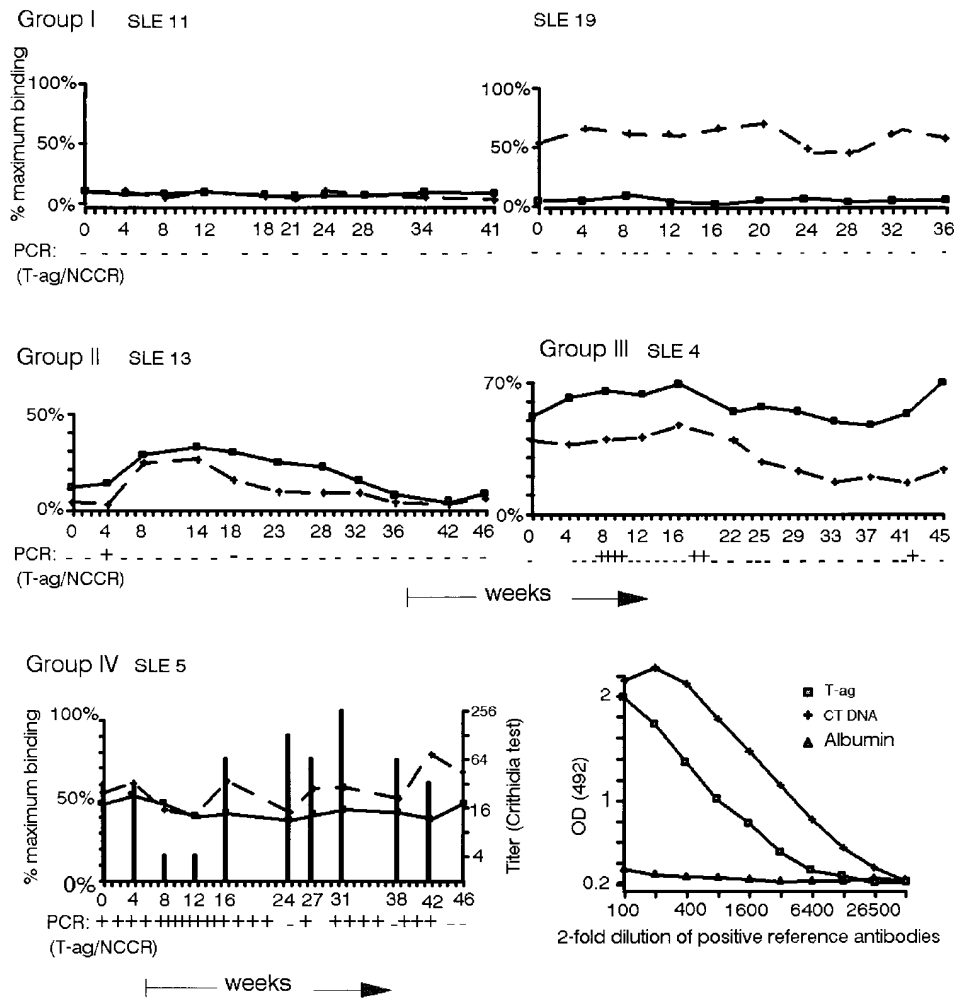 Group I SLE 11
SLE 19
% maximum binding
100%
50%
0%
0 4 8 12 18 21 24 28 34 41
PCR: - - - - - - - - - - - - - - - - - -
(T-ag/NCCR)
100%
50%
0%
0 4 8 12 16 20 24 28 32 36
Group II SLE 13
50%
0%
0 4 8 14 18 23 28 32 36 42 46
PCR: - - + - - - - - - - - - - - - - - - - - - -
(T-ag/NCCR)
Group III SLE 4
70%
0%
0 4 8 12 16 22 25 29 33 37 41 45
++++ ++ +
weeks
Group IV SLE 5
% maximum binding
100%
50%
0%
256
64
16
4
Titer (Crithidia test)
0 4 8 12 16 24 27 31 38 42 46
PCR: +++++++++++++++++++ - + +++++ -+++ - -
(T-ag/NCCR)
weeks
OD (492)
2
1
0.2
T-ag
CT DNA
Albumin
100 400 1600 6400 26500
2-fold dilution of positive reference antibodies